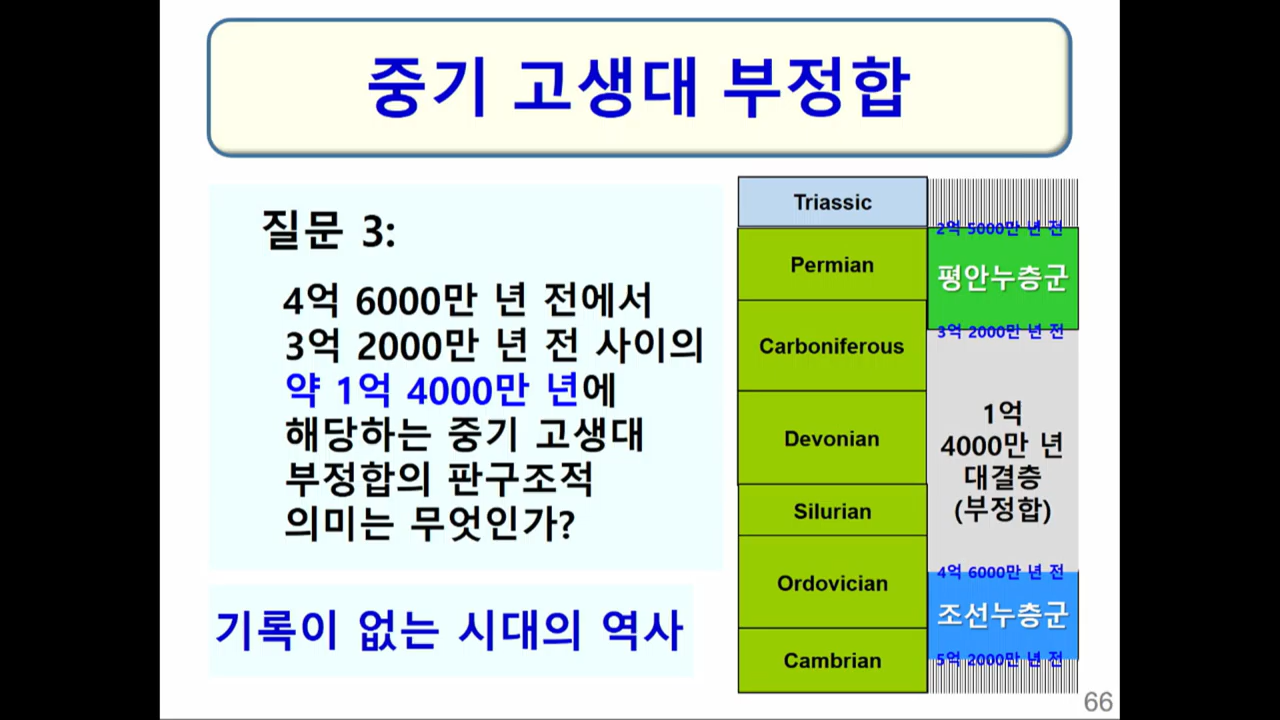 중기 고생대 부정합
질문 3:
4억 6000만 년 전에서
3억 2000만 년 전 사이의
약 1억 4000만 년에
해당하는 중기 고생대
부정합의 판구조적
의미는 무엇인가?
기록이 없는 시대의 역사
Triassic
Permian
Carboniferous
Devonian
Silurian
Ordovician
Cambrian
2억 5000만 년 전
평안누층군
3억 2000만 년 전
1억
4000만 년
대결층
(부정합)
4억 6000만 년 전
조선누층군
5억 2000만 년 전
66